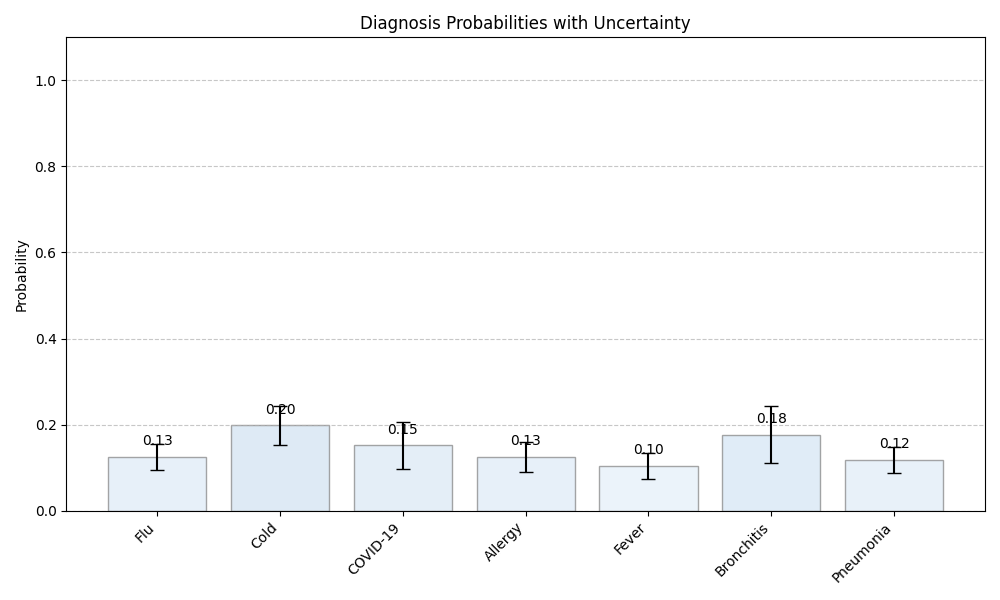 Diagnosis Probabilities with Uncertainty
Probability
1.0
0.8
0.6
0.4
0.2
0.0
0.13
0.20
0.15
0.13
0.10
0.18
0.12
Flu
Cold
COVID-19
Allergy
Fever
Bronchitis
Pneumonia